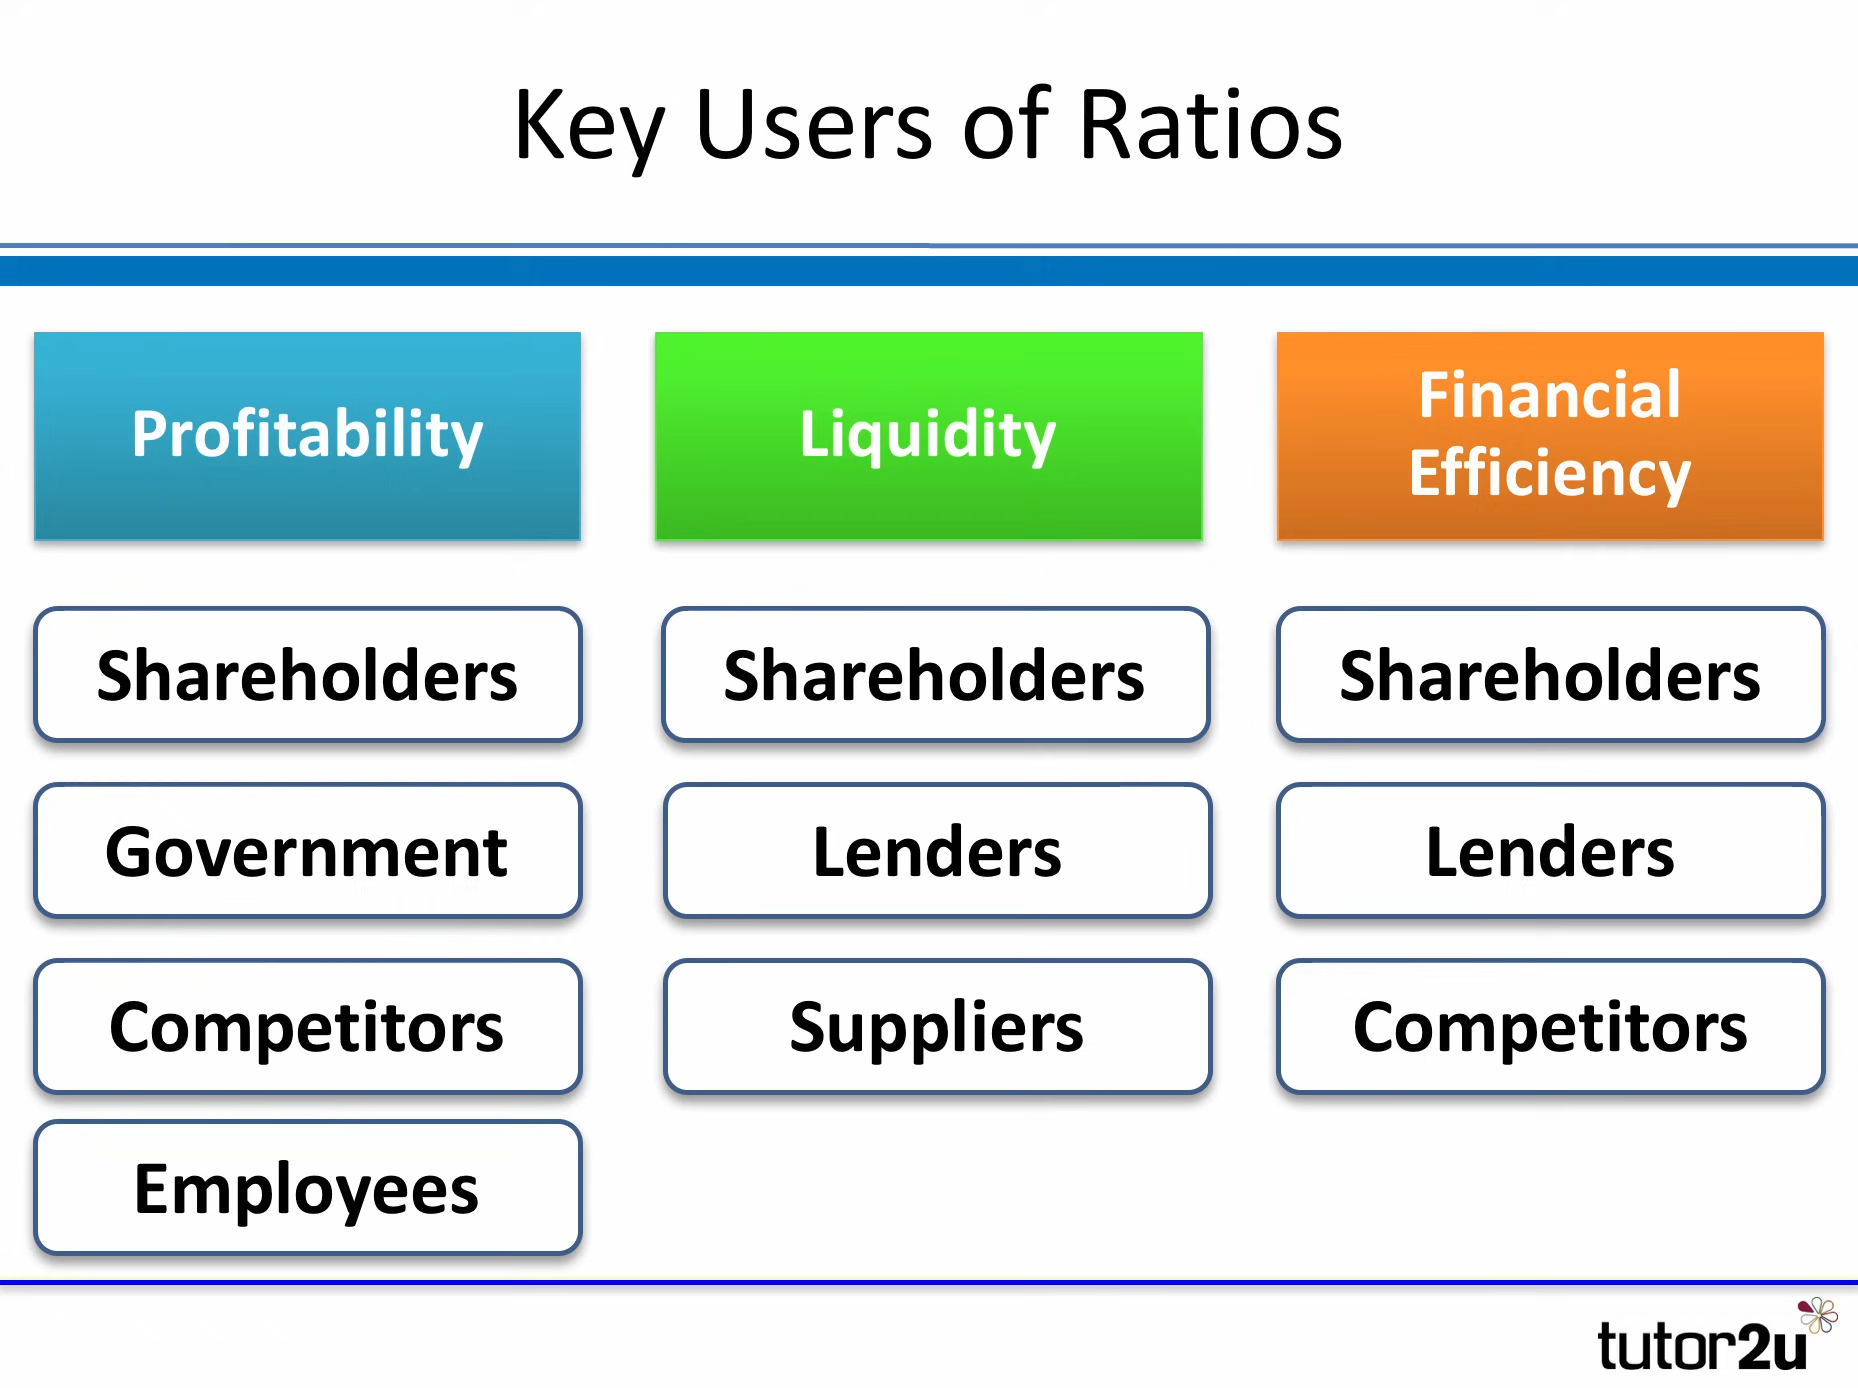 Key Users of Ratios
Profitability
Liquidity
Financial
Efficiency
Shareholders
Shareholders
Shareholders
Government
Lenders
Lenders
Competitors
Suppliers
Competitors
Employees
tutor2u